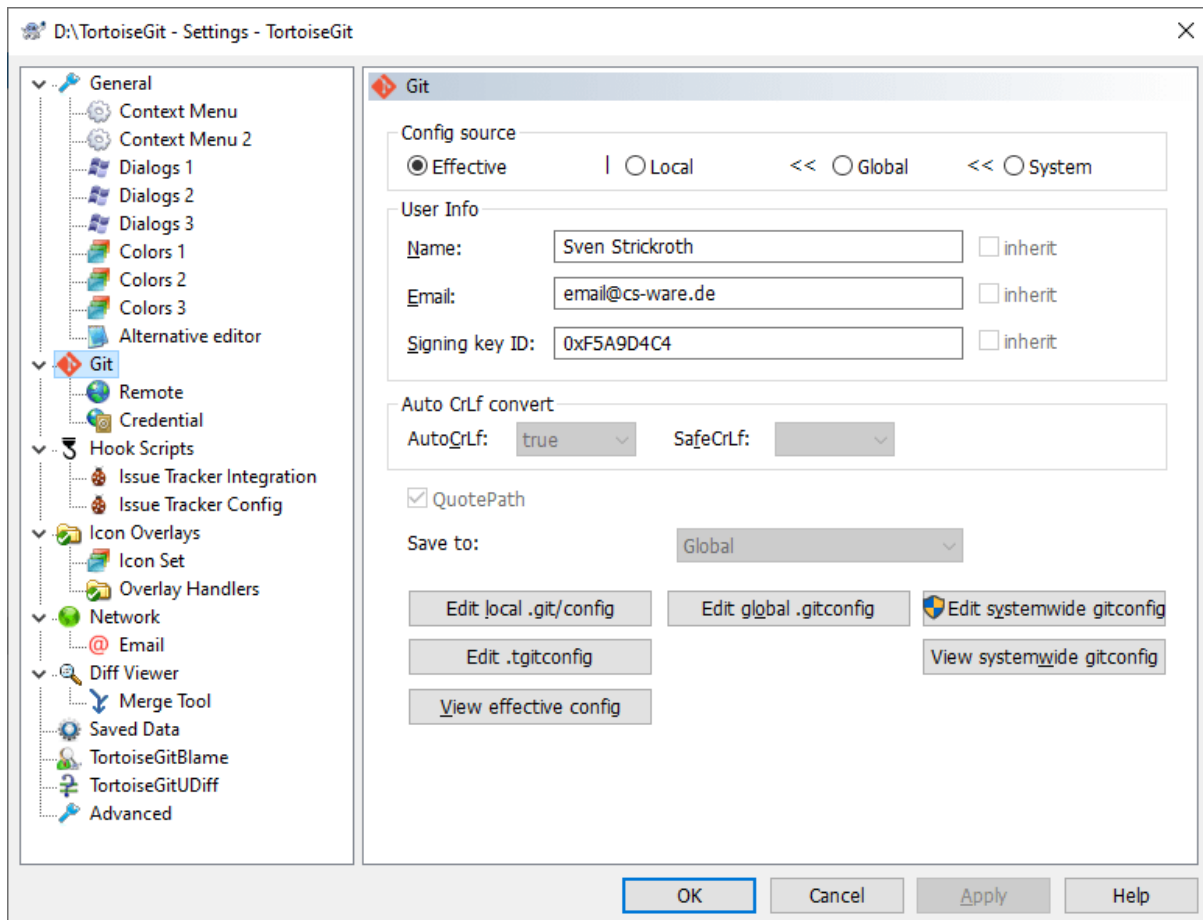 D:\TortoiseGit - Settings - TortoiseGit
General
Context Menu
Context Menu 2
Dialogs 1
Dialogs 2
Dialogs 3
Colors 1
Colors 2
Colors 3
Alternative editor
Git
Remote
Credential
Hook Scripts
Issue Tracker Integration
Issue Tracker Config
Icon Overlays
Icon Set
Overlay Handlers
Network
Email
Diff Viewer
Merge Tool
Saved Data
TortoiseGitBlame
TortoiseGitUDiff
Advanced
Git
Config source
Effective | Local << Global << System
User Info
Name: Sven Strickroth inherit
Email: email@cs-ware.de inherit
Signing key ID: 0xF5A9D4C4 inherit
Auto CrLf convert
AutoCrLf: true SafeCrLf:
QuotePath
Save to: Global
Edit local .git/config Edit global .gitconfig Edit systemwide gitconfig
Edit .tgitconfig View systemwide gitconfig
View effective config
OK Cancel Apply Help